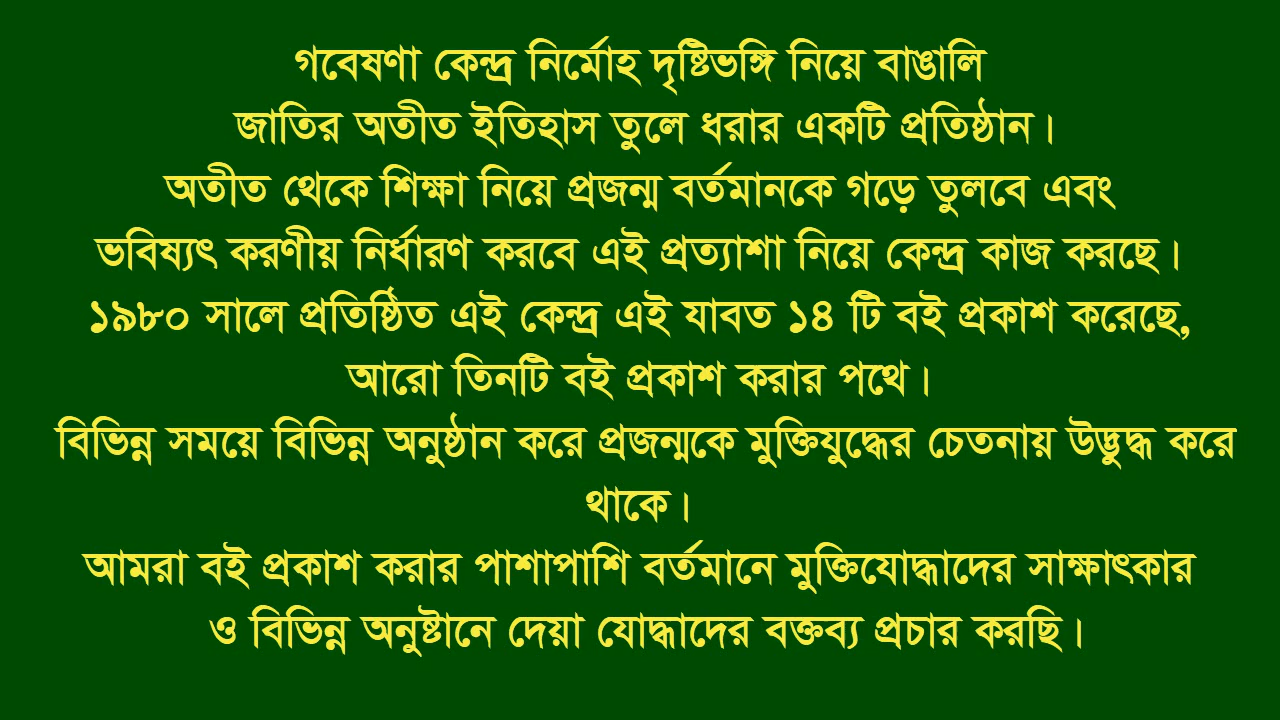 গবেষণা কেন্দ্র নির্মোহ দৃষ্টিভঙ্গি নিয়ে বাঙালি
জাতির অতীত ইতিহাস তুলে ধরার একটি প্রতিষ্ঠান।
অতীত থেকে শিক্ষা নিয়ে প্রজন্ম বর্তমানকে গড়ে তুলবে এবং
ভবিষ্যৎ করণীয় নির্ধারণ করবে এই প্রত্যাশা নিয়ে কেন্দ্র কাজ করছে।
১৯৮০ সালে প্রতিষ্ঠিত এই কেন্দ্র এই যাবত ১৪ টি বই প্রকাশ করেছে,
আরো তিনটি বই প্রকাশ করার পথে।
বিভিন্ন সময়ে বিভিন্ন অনুষ্ঠান করে প্রজন্মকে মুক্তিযুদ্ধের চেতনায় উদ্ভুদ্ধ করে
থাকে।
আমরা বই প্রকাশ করার পাশাপাশি বর্তমানে মুক্তিযোদ্ধাদের সাক্ষাৎকার
ও বিভিন্ন অনুষ্টানে দেয়া যোদ্ধাদের বক্তব্য প্রচার করছি।